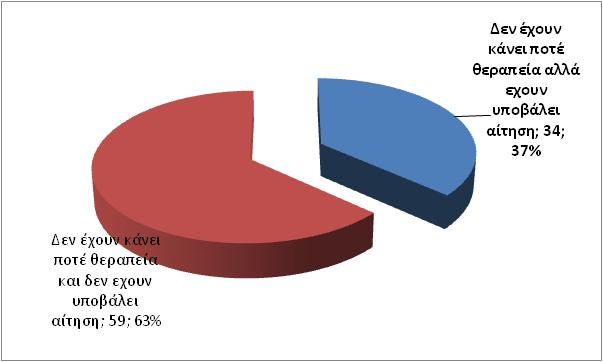 Δεν έχουν
κάνει ποτέ
θεραπεία αλλά
εχουν
υποβάλει
αίτηση; 34;
37%
Δεν έχουν κάνει
ποτέ θεραπεία
και δεν εχουν
υποβάλει
αίτηση; 59; 63%